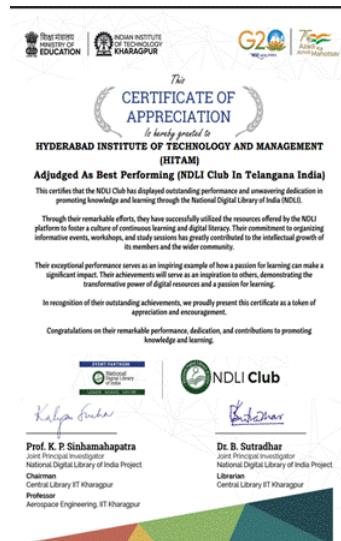 शिक्षा मंत्रालय
MINISTRY OF
EDUCATION
INDIAN INSTITUTE
OF TECHNOLOGY
KHARAGPUR
G20
Azadi Ka
Amrit Mahotsav
This
CERTIFICATE OF
APPRECIATION
Is hereby granted to
HYDERABAD INSTITUTE OF TECHNOLOGY AND MANAGEMENT
(HITAM)
Adjudged As Best Performing (NDLI Club In Telangana India)
This certifies that the NDLI Club has displayed outstanding performance and unwavering dedication in
promoting knowledge and learning through the National Digital Library of India (NDLI).
Through their remarkable efforts, they have successfully utilized the resources offered by the NDLI
platform to foster a culture of continuous learning and digital literacy. Their commitment to organizing
informative events, workshops, and study sessions has greatly contributed to the intellectual growth of
its members and the wider community.
Their exceptional performance serves as an inspiring example of how a passion for learning can make a
significant impact. Their achievements will serve as an inspiration to others, demonstrating the
transformative power of digital resources and a passion for learning.
In recognition of their outstanding achievements, we proudly present this certificate as a token of
appreciation and encouragement.
Congratulations on their remarkable performance, dedication, and contributions to promoting
knowledge and learning.
EVENT PARTNER
National
Digital Library
of India
NDLI Club
Prof. K. P. Sinhamahapatra
Joint Principal Investigator
National Digital Library of India Project
Chairman
Central Library IIT Kharagpur
Professor
Aerospace Engineering, IIT Kharagpur
Dr. B. Sutradhar
Joint Principal Investigator
National Digital Library of India Project
Librarian
Central Library IIT Kharagpur